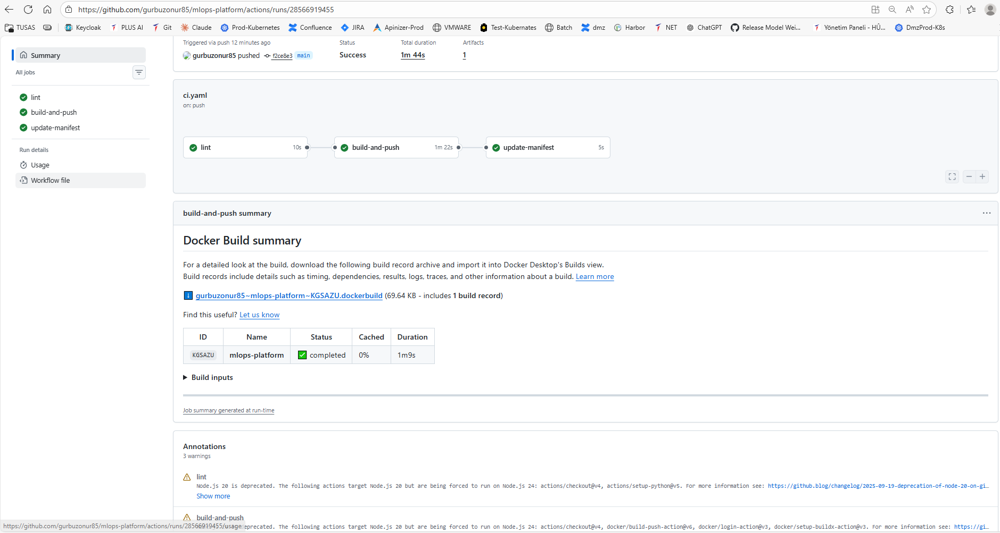 https://github.com/gurbuzonur85/mlops-platform/actions/runs/28566919455
TUSAS
Keycloak
PLUS AI
Git
Claude
Prod-Kubernetes
Confluence
JIRA
Apinizer-Prod
VMWARE
Test-Kubernates
Batch
dmz
Harbor
NET
ChatGPT
Release Model Wei...
Yönetim Paneli - HÛ...
DmzProd-K8s
Summary
All jobs
lint
build-and-push
update-manifest
Run details
Usage
Workflow file
Triggered via push 12 minutes ago
gurbuzonur85 pushed f2ce8e3 main
Status
Success
Total duration
1m 44s
Artifacts
1
ci.yaml
on: push
lint 10s
build-and-push 1m 22s
update-manifest 5s
build-and-push summary
Docker Build summary
For a detailed look at the build, download the following build record archive and import it into Docker Desktop's Builds view.
Build records include details such as timing, dependencies, results, logs, traces, and other information about a build. Learn more
gurbuzonur85~mlops-platform~KGSAZU.dockerbuild (69.64 KB - includes 1 build record)
Find this useful? Let us know
ID Name Status Cached Duration
KGSAZU mlops-platform completed 0% 1m9s
Build inputs
Job summary generated at run-time
Annotations
3 warnings
lint
Node.js 20 is deprecated. The following actions target Node.js 20 but are being forced to run on Node.js 24: actions/checkout@v4, actions/setup-python@v5. For more information see: https://github.blog/changelog/2025-09-19-deprecation-of-node-20-on-gi…
Show more
build-and-push
eprecated. The following actions target Node.js 20 but are being forced to run on Node.js 24: actions/checkout@v4, docker/build-push-action@v6, docker/login-action@v3, docker/setup-buildx-action@v3. For more information see: https://gi…
https://github.com/gurbuzonur85/mlops-platform/actions/runs/28566919455/usage